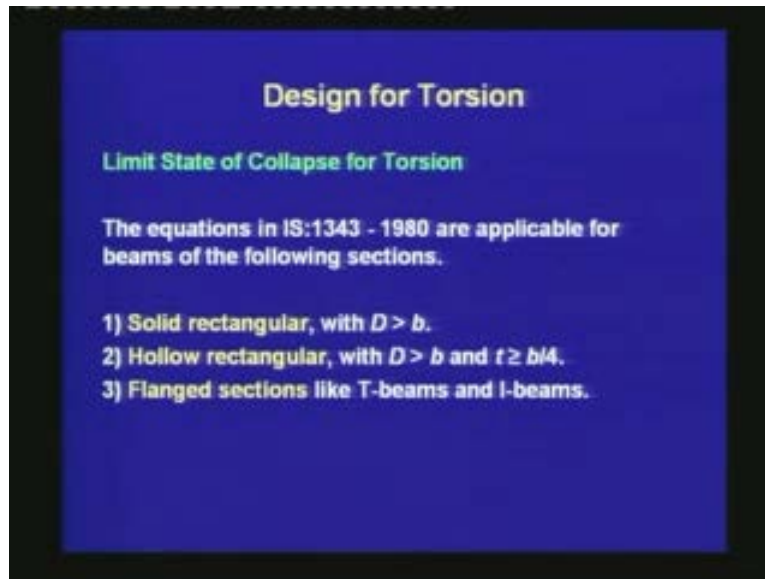 Design for Torsion
Limit State of Collapse for Torsion
The equations in IS:1343 - 1980 are applicable for
beams of the following sections.
1) Solid rectangular, with D > b.
2) Hollow rectangular, with D > b and t ≥ b/4.
3) Flanged sections like T-beams and I-beams.